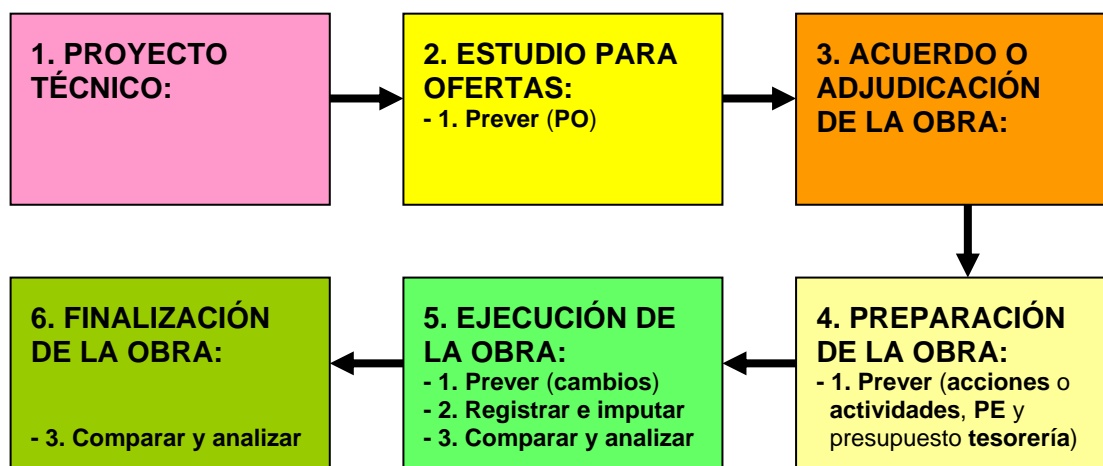 1. PROYECTO
TÉCNICO:
2. ESTUDIO PARA
OFERTAS:
- 1. Prever (PO)
3. ACUERDO O
ADJUDICACIÓN
DE LA OBRA:
4. PREPARACIÓN
DE LA OBRA:
- 1. Prever (acciones o
actividades, PE y
presupuesto tesorería)
5. EJECUCIÓN DE
LA OBRA:
- 1. Prever (cambios)
- 2. Registrar e imputar
- 3. Comparar y analizar
6. FINALIZACIÓN
DE LA OBRA:
- 3. Comparar y analizar